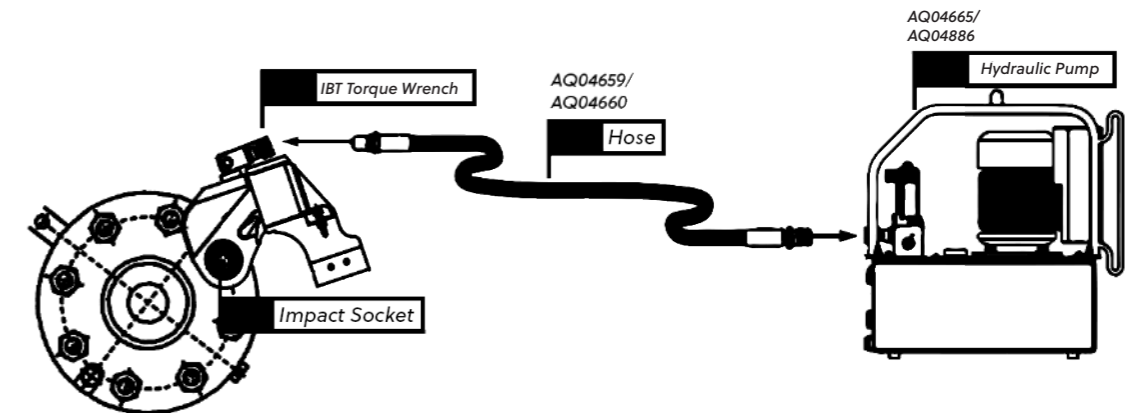 AQ04665/
AQ04886
Hydraulic Pump
IBT Torque Wrench
AQ04659/
AQ04660
Hose
Impact Socket